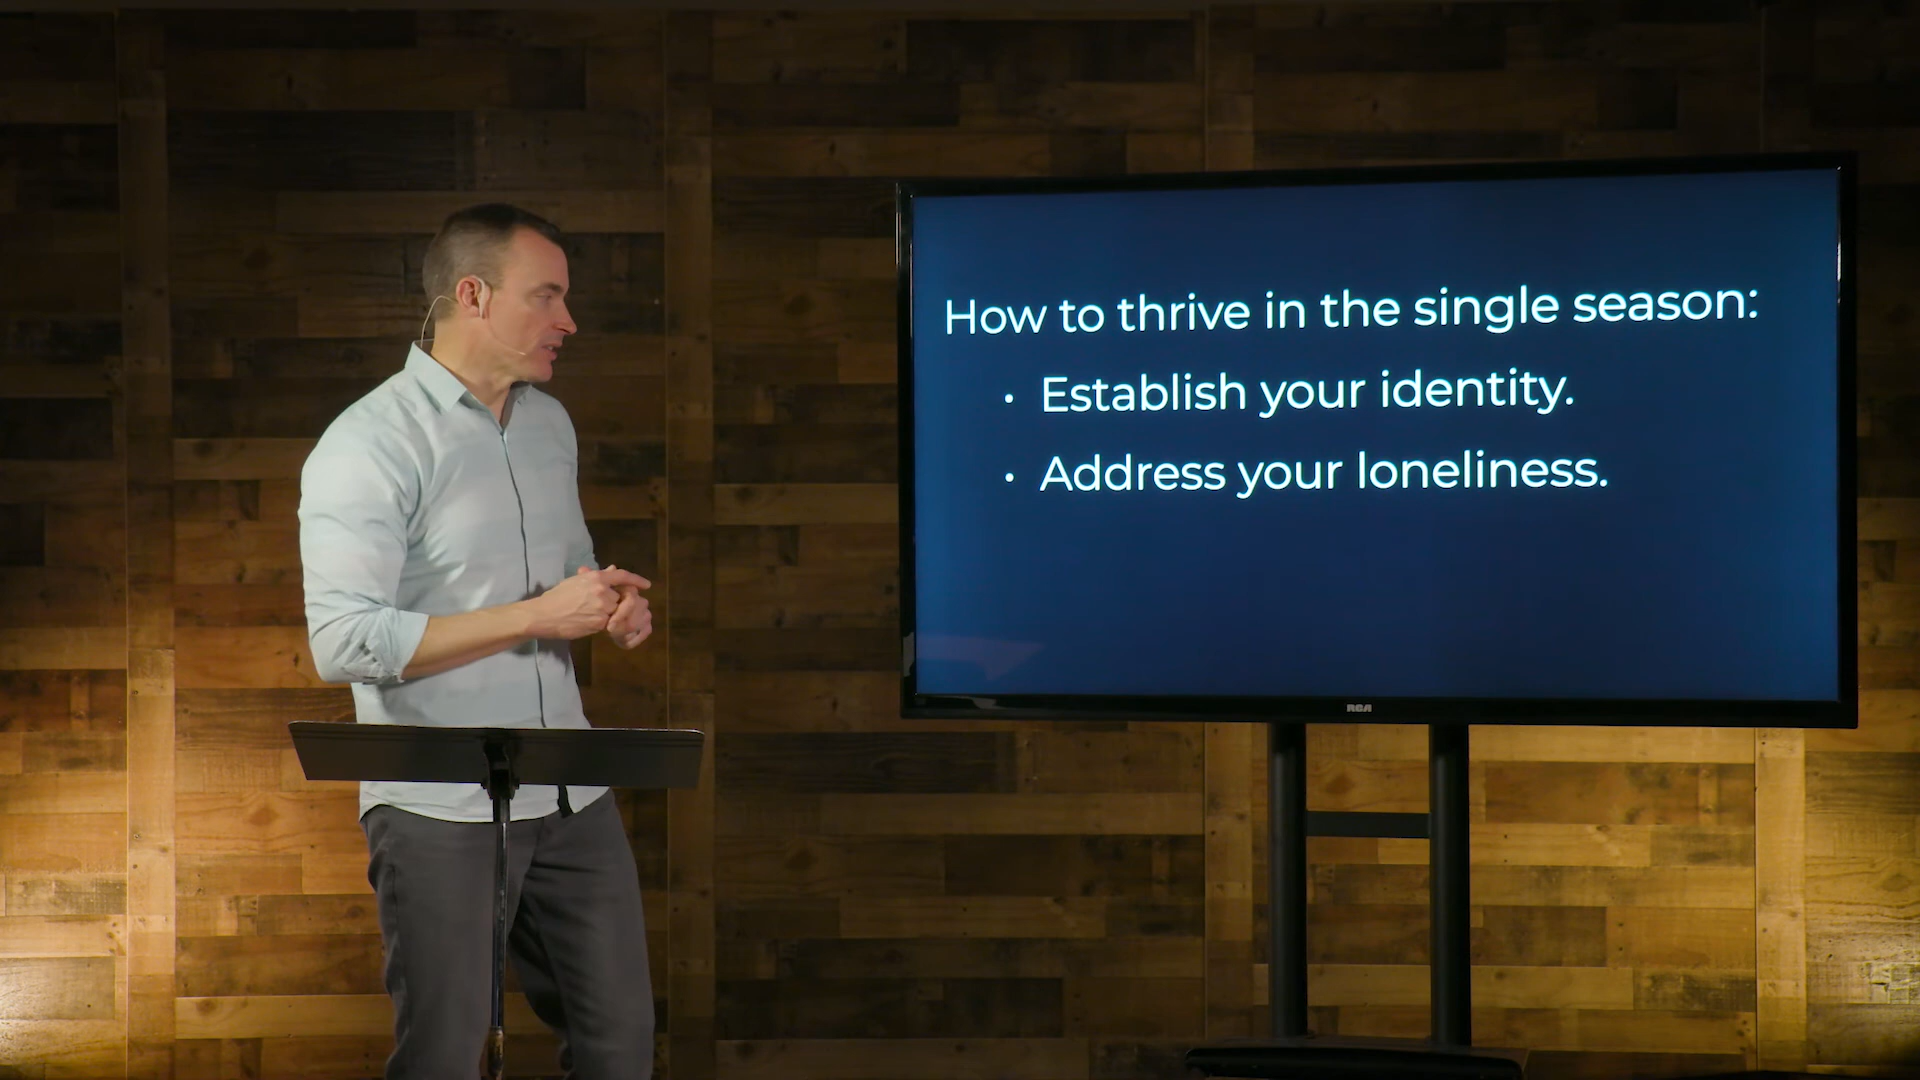 How to thrive in the single season:
• Establish your identity.
• Address your loneliness.
RCA